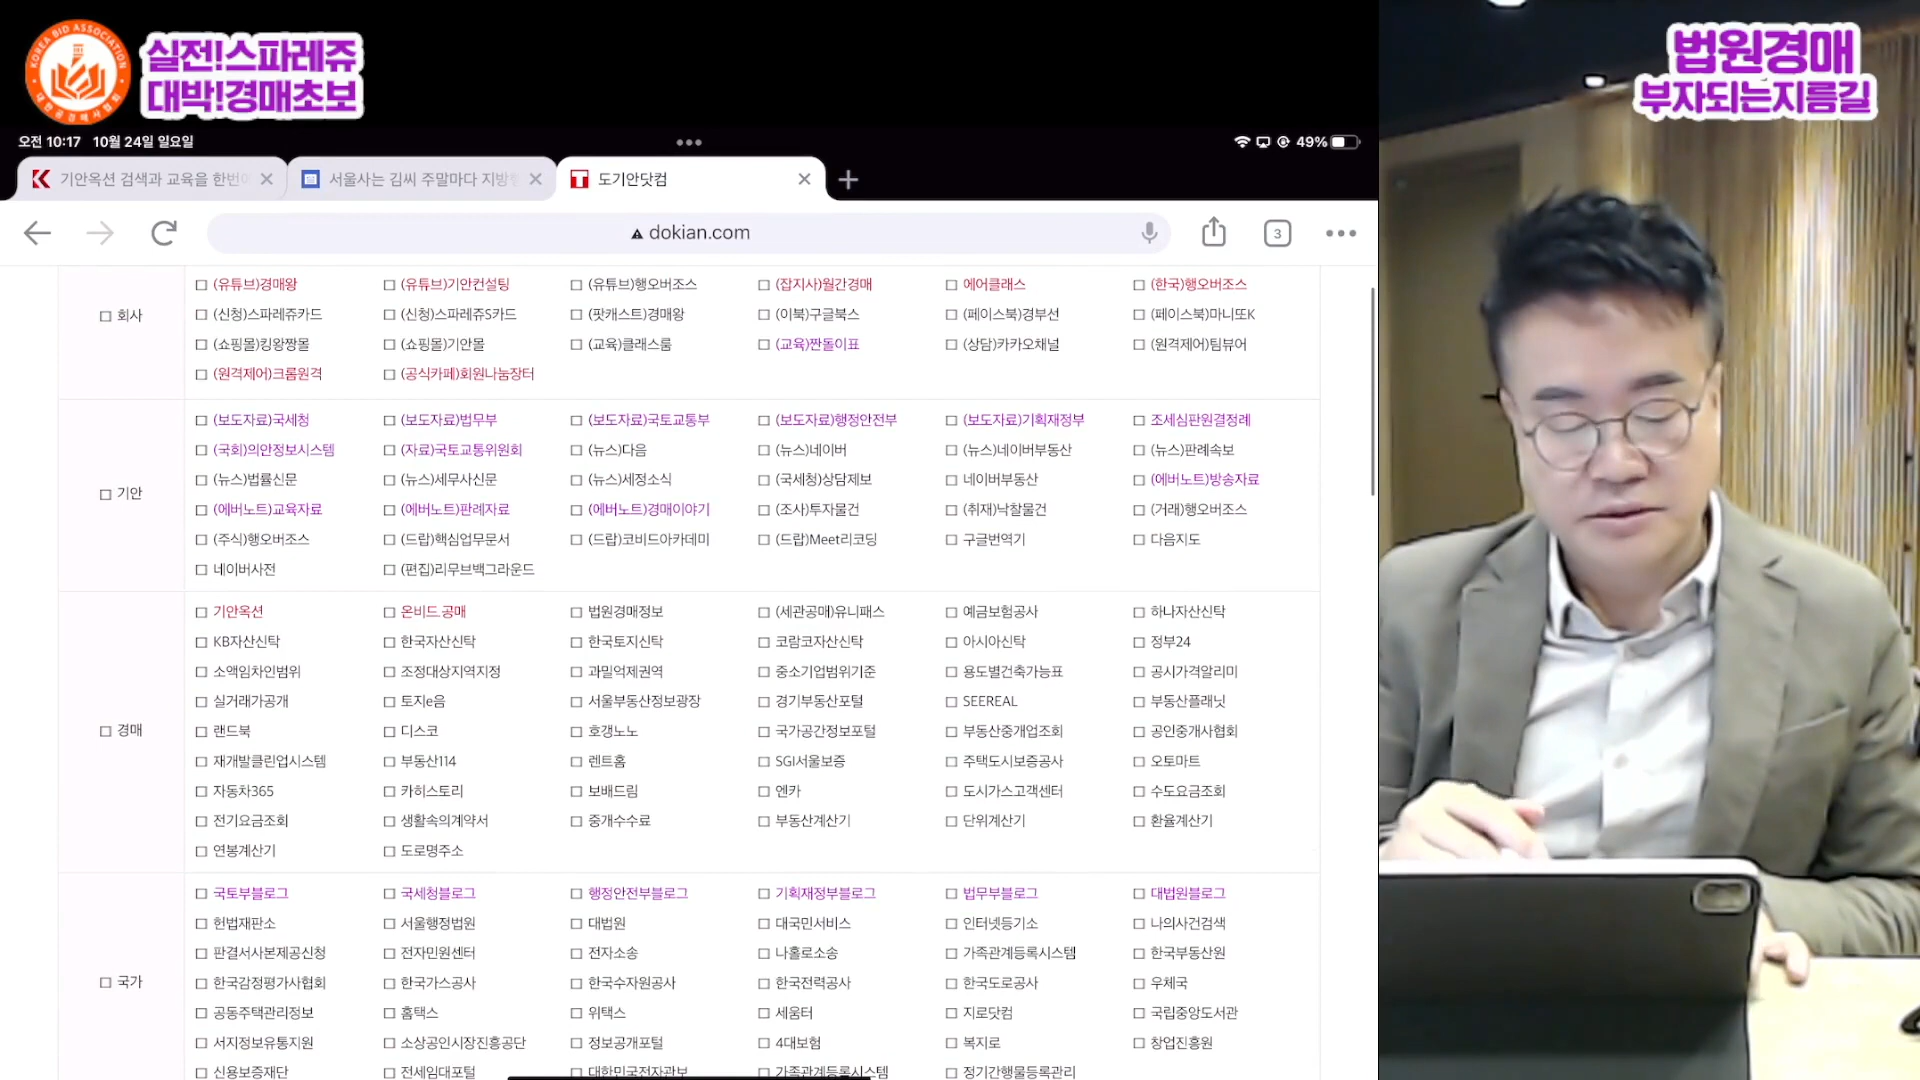 KOREA BID ASSOCIATION
실전!스파레쥬
대박!경매초보
법원경매
부자되는지름길
오전 10:17 10월 24일 일요일
49%
기안옥션 검색과 교육을 한번에
서울사는 김씨 주말마다 지방
도기안닷컴
dokian.com
3
회사
(유튜브)경매왕 (유튜브)기안컨설팅 (유튜브)행오버조스 (잡지사)월간경매 에어클래스 (한국)행오버조스
(신청)스파레쥬카드 (신청)스파레쥬S카드 (팟캐스트)경매왕 (이북)구글북스 (페이스북)경부선 (페이스북)마니또K
(쇼핑몰)킹왕짱몰 (쇼핑몰)기안몰 (교육)클래스룸 (교육)짠돌이표 (상담)카카오채널 (원격제어)팀뷰어
(원격제어)크롬원격 (공식카페)회원나눔장터
기안
(보도자료)국세청 (보도자료)법무부 (보도자료)국토교통부 (보도자료)행정안전부 (보도자료)기획재정부 조세심판원결정례
(국회)의안정보시스템 (자료)국토교통위원회 (뉴스)다음 (뉴스)네이버 (뉴스)네이버부동산 (뉴스)판례속보
(뉴스)법률신문 (뉴스)세무사신문 (뉴스)세정소식 (국세청)상담제보 네이버부동산 (에버노트)방송자료
(에버노트)교육자료 (에버노트)판례자료 (에버노트)경매이야기 (조사)투자물건 (취재)낙찰물건 (거래)행오버조스
(주식)행오버조스 (드랍)핵심업무문서 (드랍)코비드아카데미 (드랍)Meet리코딩 구글번역기 다음지도
네이버사전 (편집)리무브백그라운드
경매
기안옥션 온비드 공매 법원경매정보 (세관공매)유니패스 예금보험공사 하나자산신탁
KB자산신탁 한국자산신탁 한국토지신탁 코람코자산신탁 아시아신탁 정부24
소액임차인범위 조정대상지역지정 과밀억제권역 중소기업범위기준 용도별건축가능표 공시가격알리미
실거래가공개 토지e음 서울부동산정보광장 경기부동산포털 SEEREAL 부동산플래닛
랜드북 디스코 호갱노노 국가공간정보포털 부동산중개업조회 공인중개사협회
재개발클린업시스템 부동산114 렌트홈 SGI서울보증 주택도시보증공사 오토마트
자동차365 카히스토리 보배드림 엔카 도시가스고객센터 수도요금조회
전기요금조회 생활속의계약서 중개수수료 부동산계산기 단위계산기 환율계산기
연봉계산기 도로명주소
국가
국토부블로그 국세청블로그 행정안전부블로그 기획재정부블로그 법무부블로그 대법원블로그
헌법재판소 서울행정법원 대법원 대국민서비스 인터넷등기소 나의사건검색
판결서사본제공신청 전자민원센터 전자소송 나홀로소송 가족관계등록시스템 한국부동산원
한국감정평가사협회 한국가스공사 한국수자원공사 한국전력공사 한국도로공사 우체국
공동주택관리정보 홈택스 위택스 세움터 지로닷컴 국립중앙도서관
서지정보유통지원 소상공인시장진흥공단 정보공개포털 4대보험 복지로 창업진흥원
신용보증재단 전세임대포털 대한민국전자관보 가족관계등록시스템 정기간행물등록관리